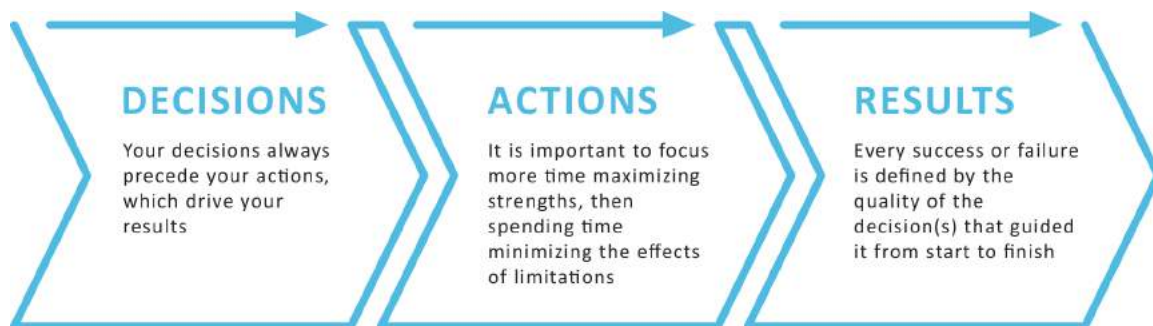 DECISIONS
Your decisions always
precede your actions,
which drive your
results
ACTIONS
It is important to focus
more time maximizing
strengths, then
spending time
minimizing the effects
of limitations
RESULTS
Every success or failure
is defined by the
quality of the
decision(s) that guided
it from start to finish